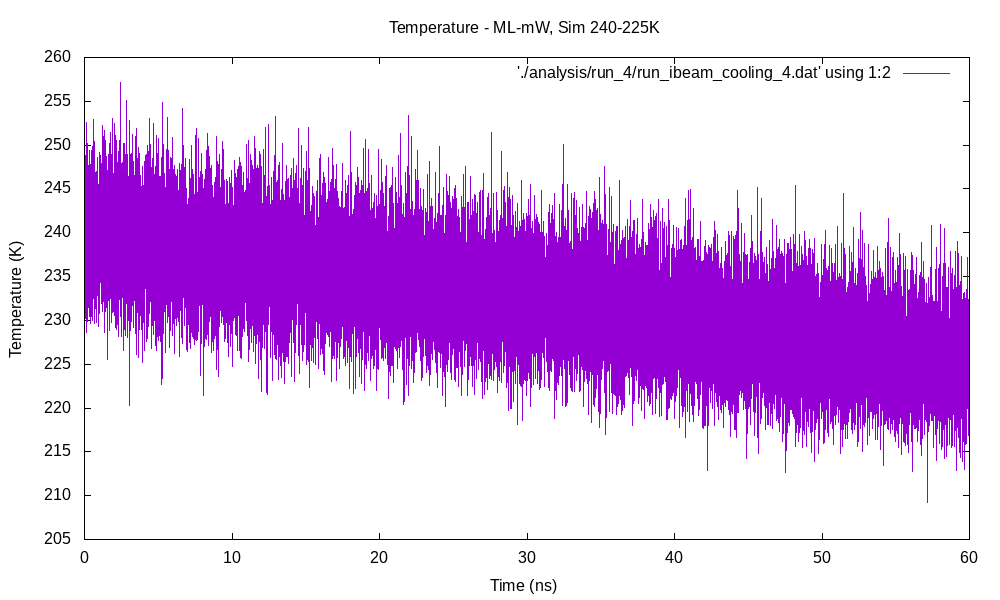 Temperature - ML-mW, Sim 240-225K
'./analysis/run_4/run_ibeam_cooling_4.dat' using 1:2
260
255
250
245
240
235
230
225
220
215
210
205
Temperature (K)
0 10 20 30 40 50 60
Time (ns)